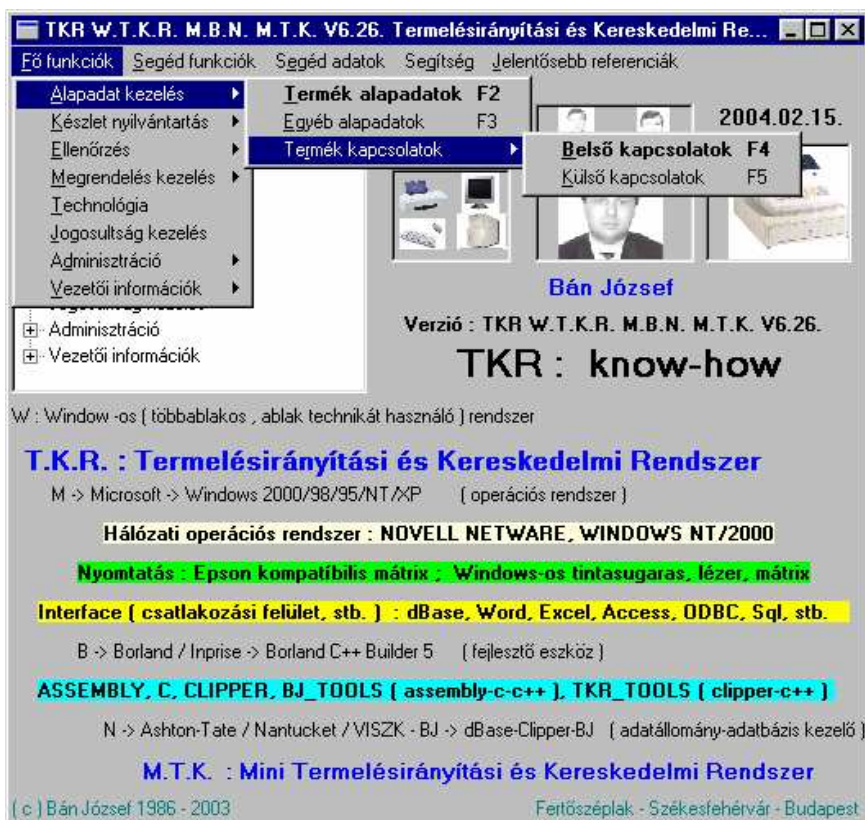 TKR W.T.K.R. M.B.N. M.T.K. V6.26. Termelésirányítási és Kereskedelmi Re...
Fő funkciók Segéd funkciók Segéd adatok Segítség Jelentősebb referenciák
Alapadat kezelés
Készlet nyilvántartás
Ellenőrzés
Megrendelés kezelés
Technológia
Jogosultság kezelés
Adminisztráció
Vezetői információk
Termék alapadatok F2
Egyéb alapadatok F3
Termék kapcsolatok
Belső kapcsolatok F4
Külső kapcsolatok F5
2004.02.15.
Adminisztráció
Vezetői információk
Bán József
Verzió : TKR W.T.K.R. M.B.N. M.T.K. V6.26.
TKR : know-how
W : Window -os ( többablakos , ablak technikát használó ) rendszer
T.K.R. : Termelésirányítási és Kereskedelmi Rendszer
M -> Microsoft -> Windows 2000/98/95/NT/XP ( operációs rendszer )
Hálózati operációs rendszer : NOVELL NETWARE, WINDOWS NT/2000
Nyomtatás : Epson kompatíbilis mátrix ; Windows-os tintasugaras, lézer, mátrix
Interface ( csatlakozási felület, stb. ) : dBase, Word, Excel, Access, ODBC, Sql, stb.
B -> Borland / Inprise -> Borland C++ Builder 5 ( fejlesztő eszköz )
ASSEMBLY, C, CLIPPER, BJ_TOOLS ( assembly-c-c++ ), TKR_TOOLS ( clipper-c++ )
N -> Ashton-Tate / Nantucket / VISZK - BJ -> dBase-Clipper-BJ ( adatállomány-adatbázis kezelő )
M.T.K. : Mini Termelésirányítási és Kereskedelmi Rendszer
( c ) Bán József 1986 - 2003
Fertőszéplak - Székesfehérvár - Budapest